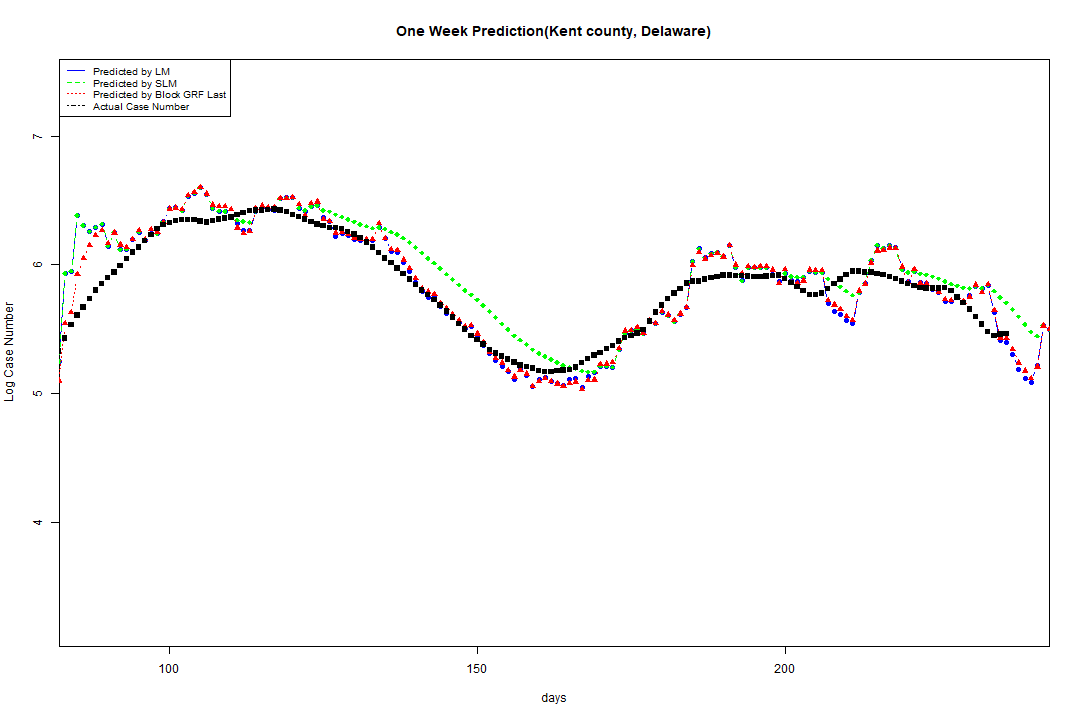 One Week Prediction(Kent county, Delaware)
Predicted by LM
Predicted by SLM
Predicted by Block GRF Last
Actual Case Number
7
6
5
4
Log Case Number
100
150
200
days